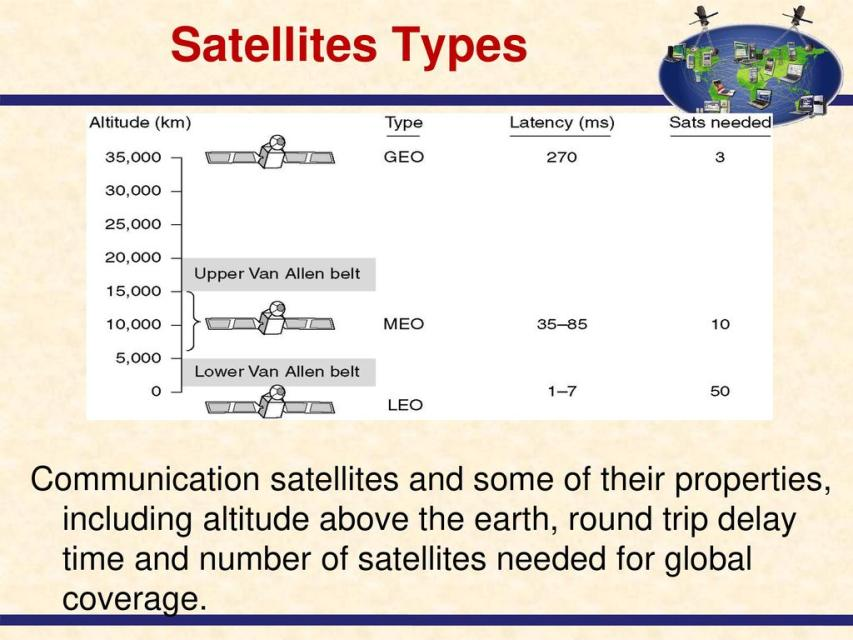 Satellites Types
Altitude (km) Type Latency (ms) Sats needed
35,000 GEO 270 3
30,000
25,000
20,000
Upper Van Allen belt
15,000
10,000 MEO 35–85 10
5,000
Lower Van Allen belt
0 1–7 50
LEO
Communication satellites and some of their properties,
including altitude above the earth, round trip delay
time and number of satellites needed for global
coverage.